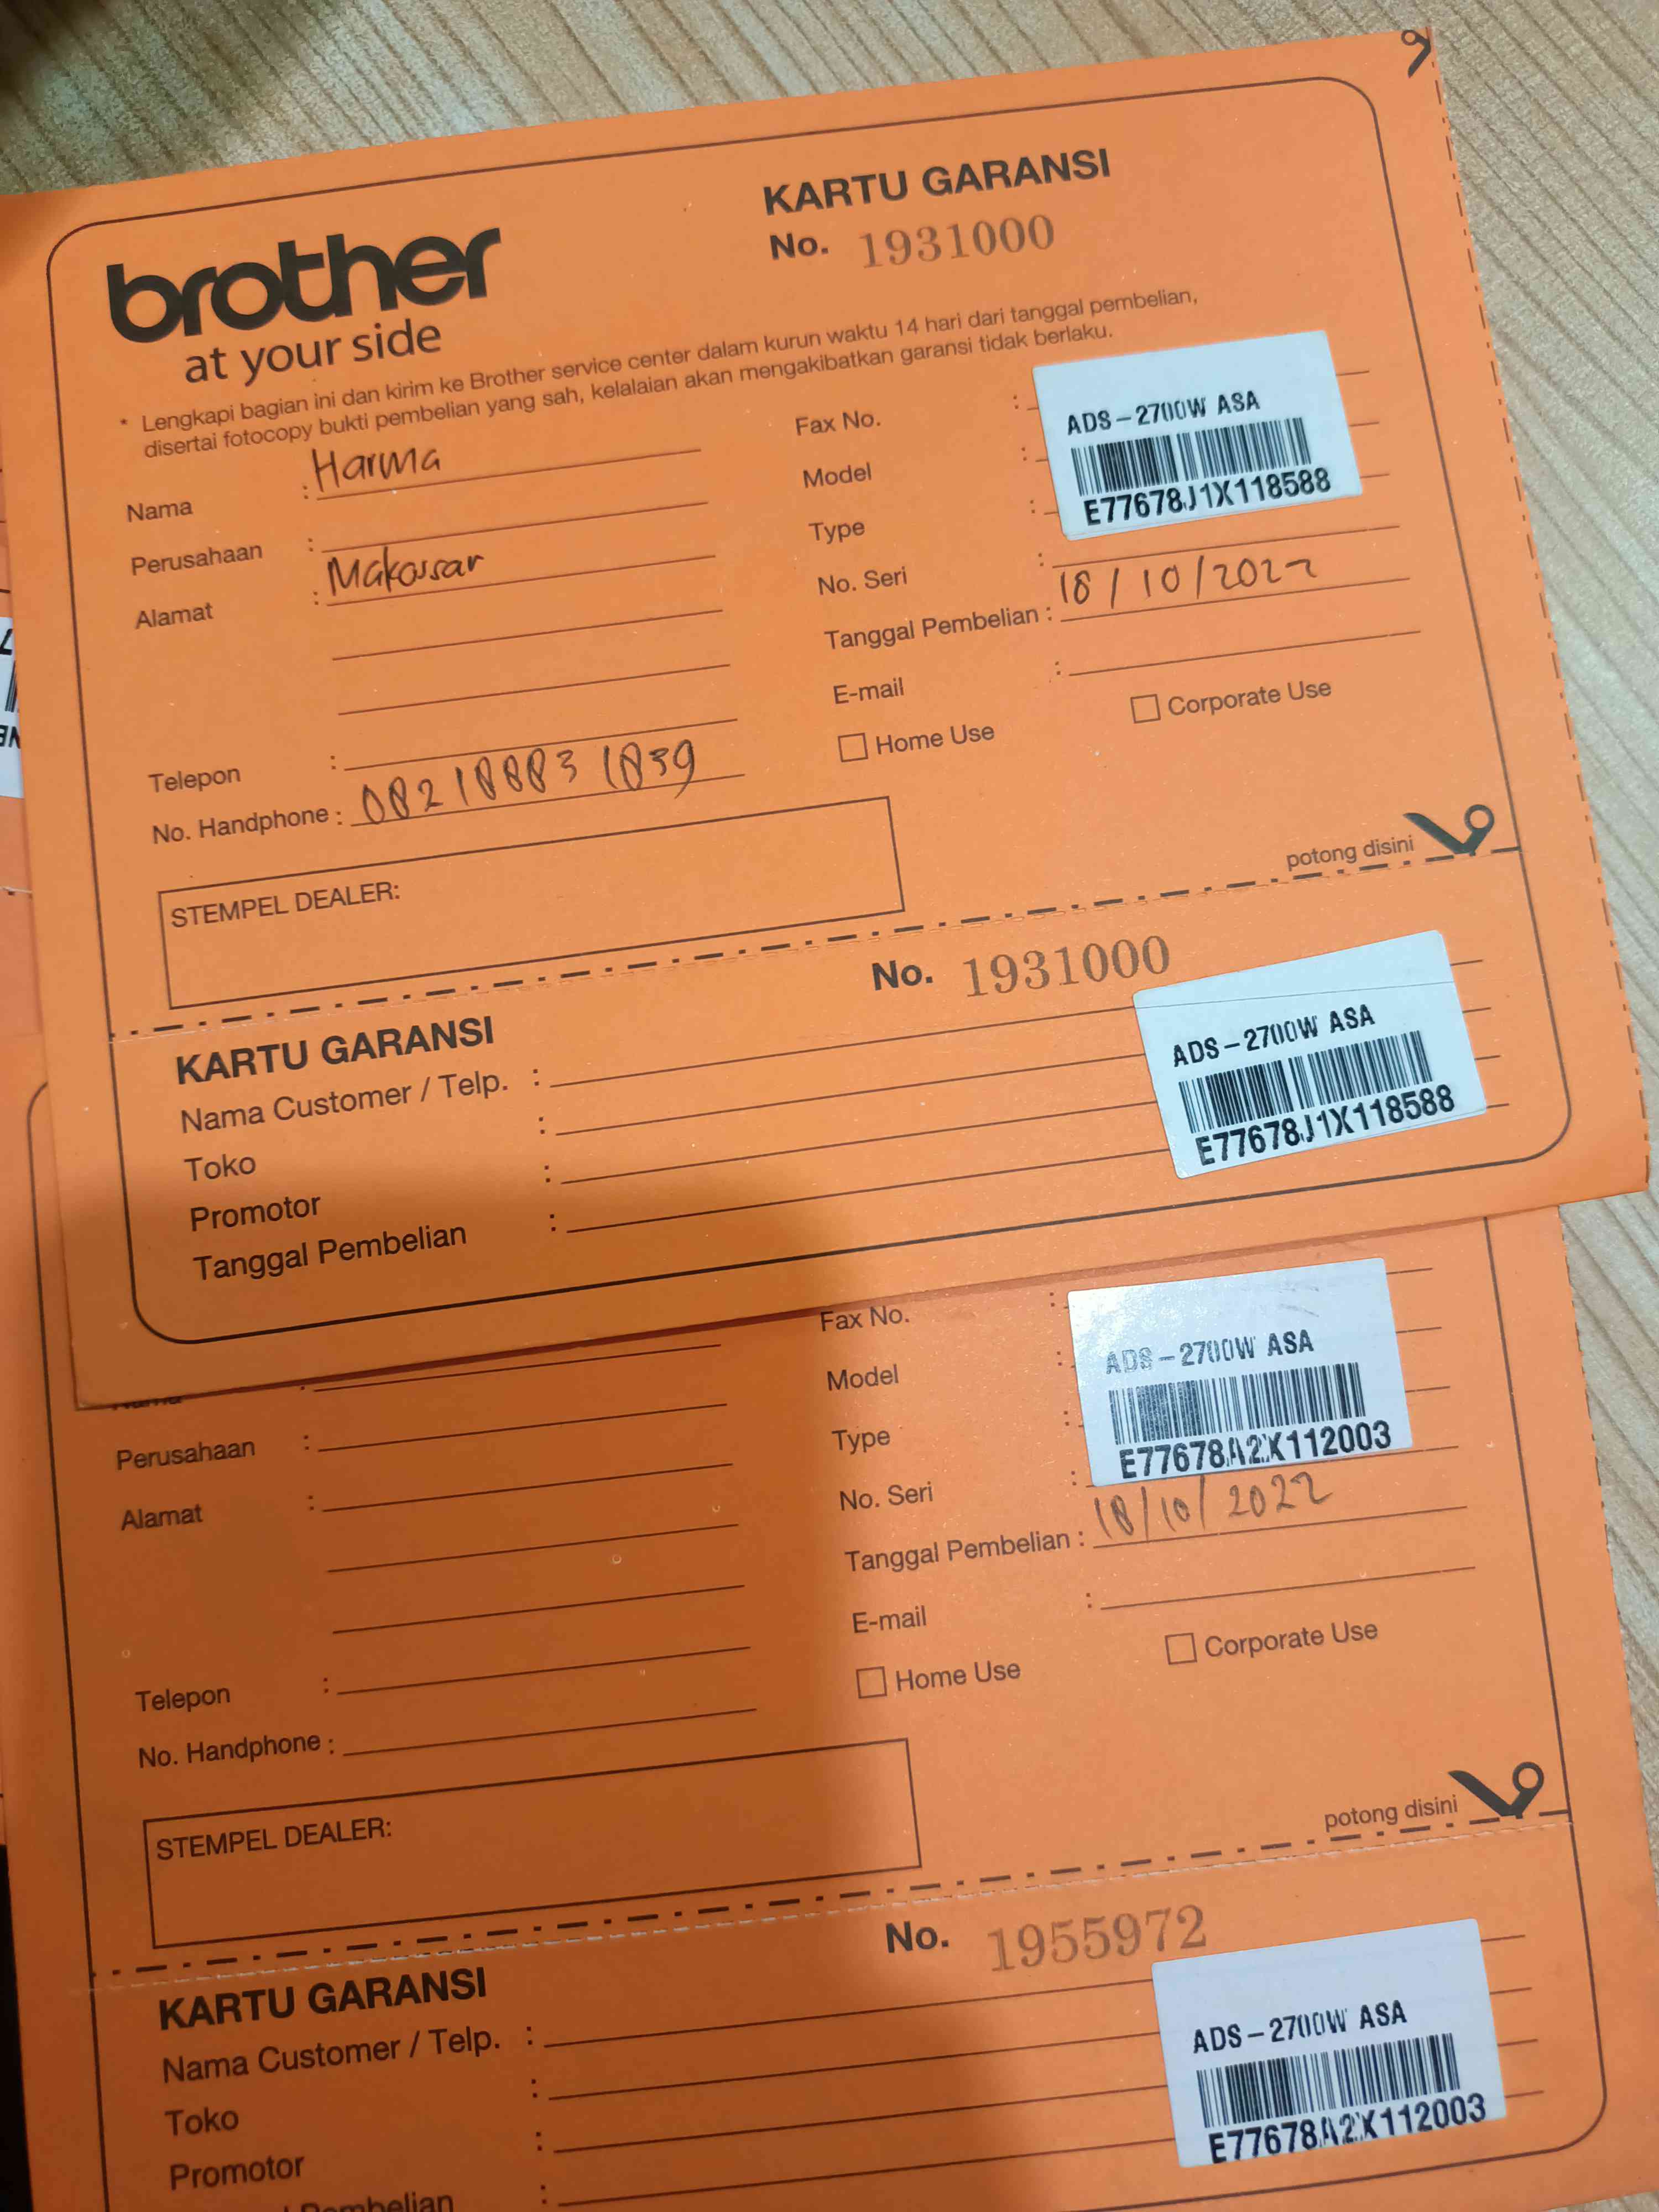 KARTU GARANSI
No. 1931000
brother
at your side
* Lengkapi bagian ini dan kirim ke Brother service center dalam kurun waktu 14 hari dari tanggal pembelian,
disertai fotocopy bukti pembelian yang sah, kelalaian akan mengakibatkan garansi tidak berlaku.
Nama : Harma
Perusahaan :
Alamat : Makassar
Telepon :
No. Handphone : 082188831839
Fax No. :
Model :
Type :
ADS-2700W ASA
E77678J1X118588
No. Seri :
Tanggal Pembelian : 18/10/2022
E-mail :
Home Use
Corporate Use
STEMPEL DEALER:
potong disini
No. 1931000
KARTU GARANSI
Nama Customer / Telp. :
Toko :
Promotor :
Tanggal Pembelian :
ADS-2700W ASA
E77678J1X118588
Perusahaan :
Alamat :
Telepon :
No. Handphone :
Fax No. :
Model :
Type :
ADS-2700W ASA
E77678A2X112003
No. Seri :
Tanggal Pembelian : 18/10/2022
E-mail :
Home Use
Corporate Use
STEMPEL DEALER:
potong disini
No. 1955972
KARTU GARANSI
Nama Customer / Telp. :
Toko :
Promotor :
Pembelian :
ADS-2700W ASA
E77678A2X112003